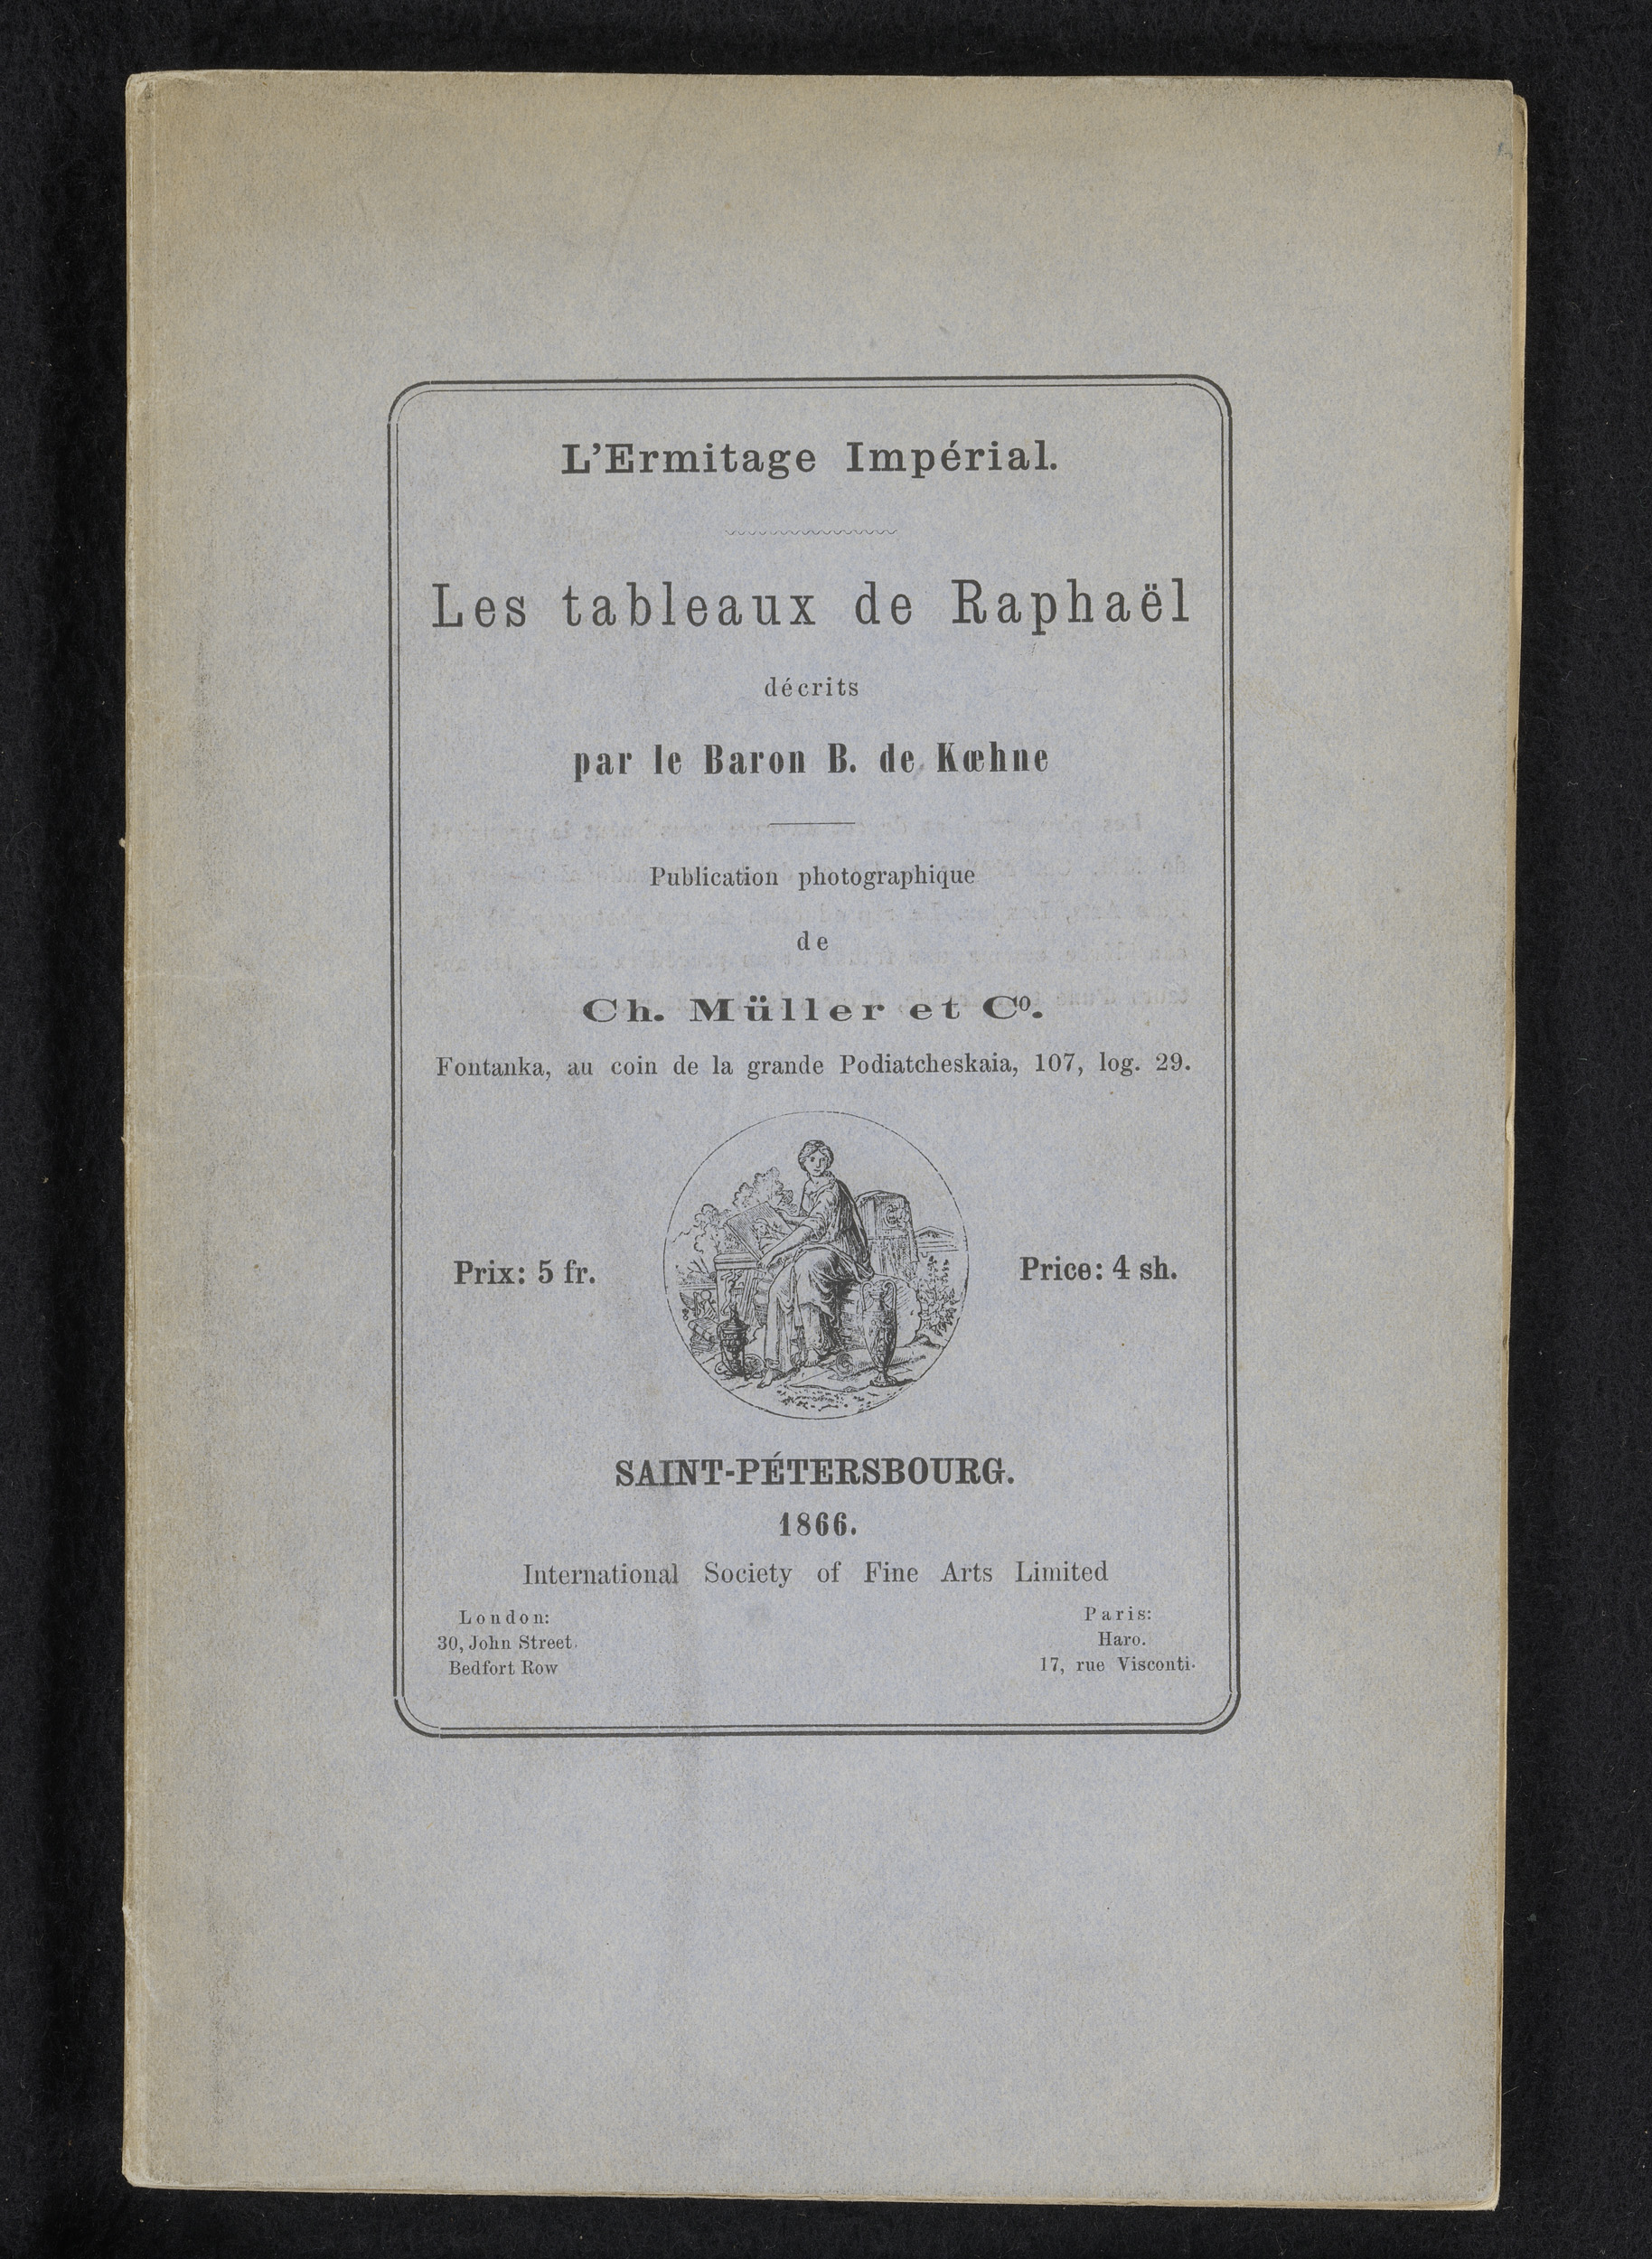 L'Ermitage Impérial.
Les tableaux de Raphaël
décrits
par le Baron B. de Kœhne
Publication photographique
de
Ch. Müller et Cº.
Fontanka, au coin de la grande Podiatcheskaia, 107, log. 29.
Prix: 5 fr.
Price: 4 sh.
SAINT-PÉTERSBOURG.
1866.
International Society of Fine Arts Limited
London:
30, John Street.
Bedfort Row
Paris:
Haro.
17, rue Visconti.